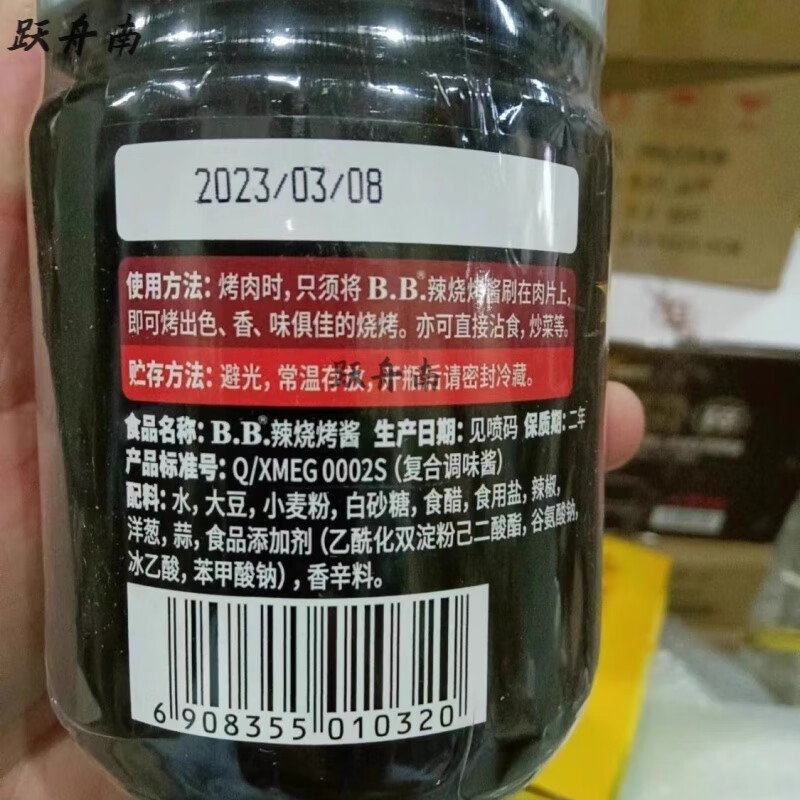 跃舟南
2023/03/08
使用方法：烤肉时，只须将 B.B.®辣烧烤酱刷在肉片上，
即可烤出色、香、味俱佳的烧烤。亦可直接沾食，炒菜等。
贮存方法：避光，常温存放，开瓶后请密封冷藏。
跃舟南
食品名称：B.B.®辣烧烤酱 生产日期：见喷码 保质期：二年
产品标准号：Q/XMEG 0002S（复合调味酱）
配料：水，大豆，小麦粉，白砂糖，食醋，食用盐，辣椒，
洋葱，蒜，食品添加剂（乙酰化双淀粉己二酸酯，谷氨酸钠，
冰乙酸，苯甲酸钠），香辛料。
6 908355 010320